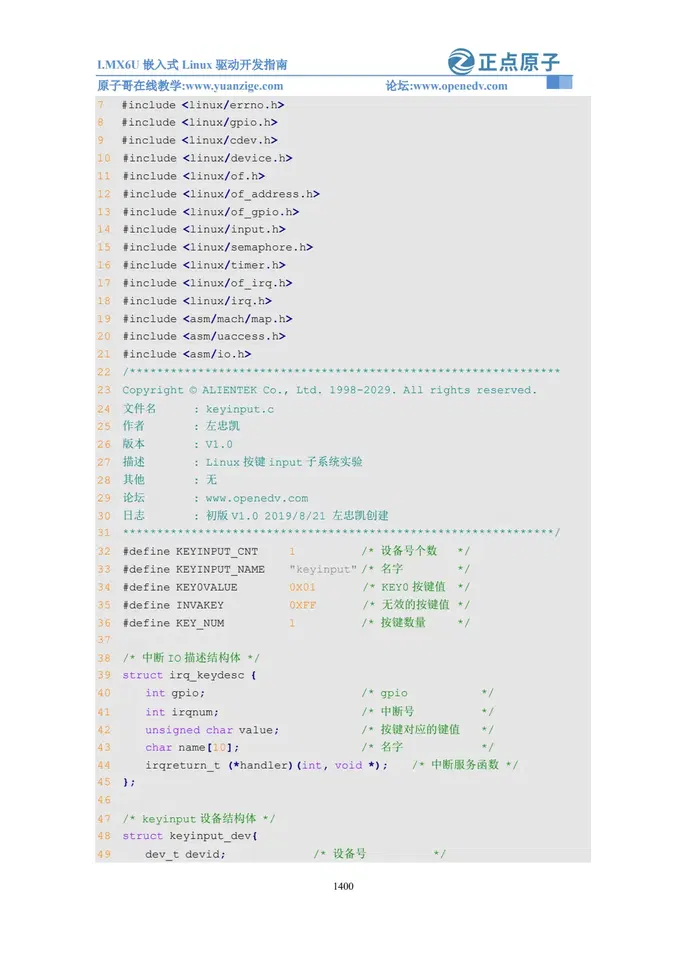 I.MX6U 嵌入式 Linux 驱动开发指南
正点原子
原子哥在线教学:www.yuanzige.com 论坛:www.openedv.com
7 #include <linux/errno.h>
8 #include <linux/gpio.h>
9 #include <linux/cdev.h>
10 #include <linux/device.h>
11 #include <linux/of.h>
12 #include <linux/of_address.h>
13 #include <linux/of_gpio.h>
14 #include <linux/input.h>
15 #include <linux/semaphore.h>
16 #include <linux/timer.h>
17 #include <linux/of_irq.h>
18 #include <linux/irq.h>
19 #include <asm/mach/map.h>
20 #include <asm/uaccess.h>
21 #include <asm/io.h>
22 /***************************************************************
23 Copyright © ALIENTEK Co., Ltd. 1998-2029. All rights reserved.
24 文件名 : keyinput.c
25 作者 : 左忠凯
26 版本 : V1.0
27 描述 : Linux 按键 input 子系统实验
28 其他 : 无
29 论坛 : www.openedv.com
30 日志 : 初版 V1.0 2019/8/21 左忠凯创建
31 ***************************************************************/
32 #define KEYINPUT_CNT 1 /* 设备号个数 */
33 #define KEYINPUT_NAME "keyinput" /* 名字 */
34 #define KEY0VALUE 0X01 /* KEY0 按键值 */
35 #define INVAKEY 0XFF /* 无效的按键值 */
36 #define KEY_NUM 1 /* 按键数量 */
37
38 /* 中断 IO 描述结构体 */
39 struct irq_keydesc {
40 int gpio; /* gpio */
41 int irqnum; /* 中断号 */
42 unsigned char value; /* 按键对应的键值 */
43 char name[10]; /* 名字 */
44 irqreturn_t (*handler)(int, void *); /* 中断服务函数 */
45 };
46
47 /* keyinput 设备结构体 */
48 struct keyinput_dev{
49 dev_t devid; /* 设备号 */
1400